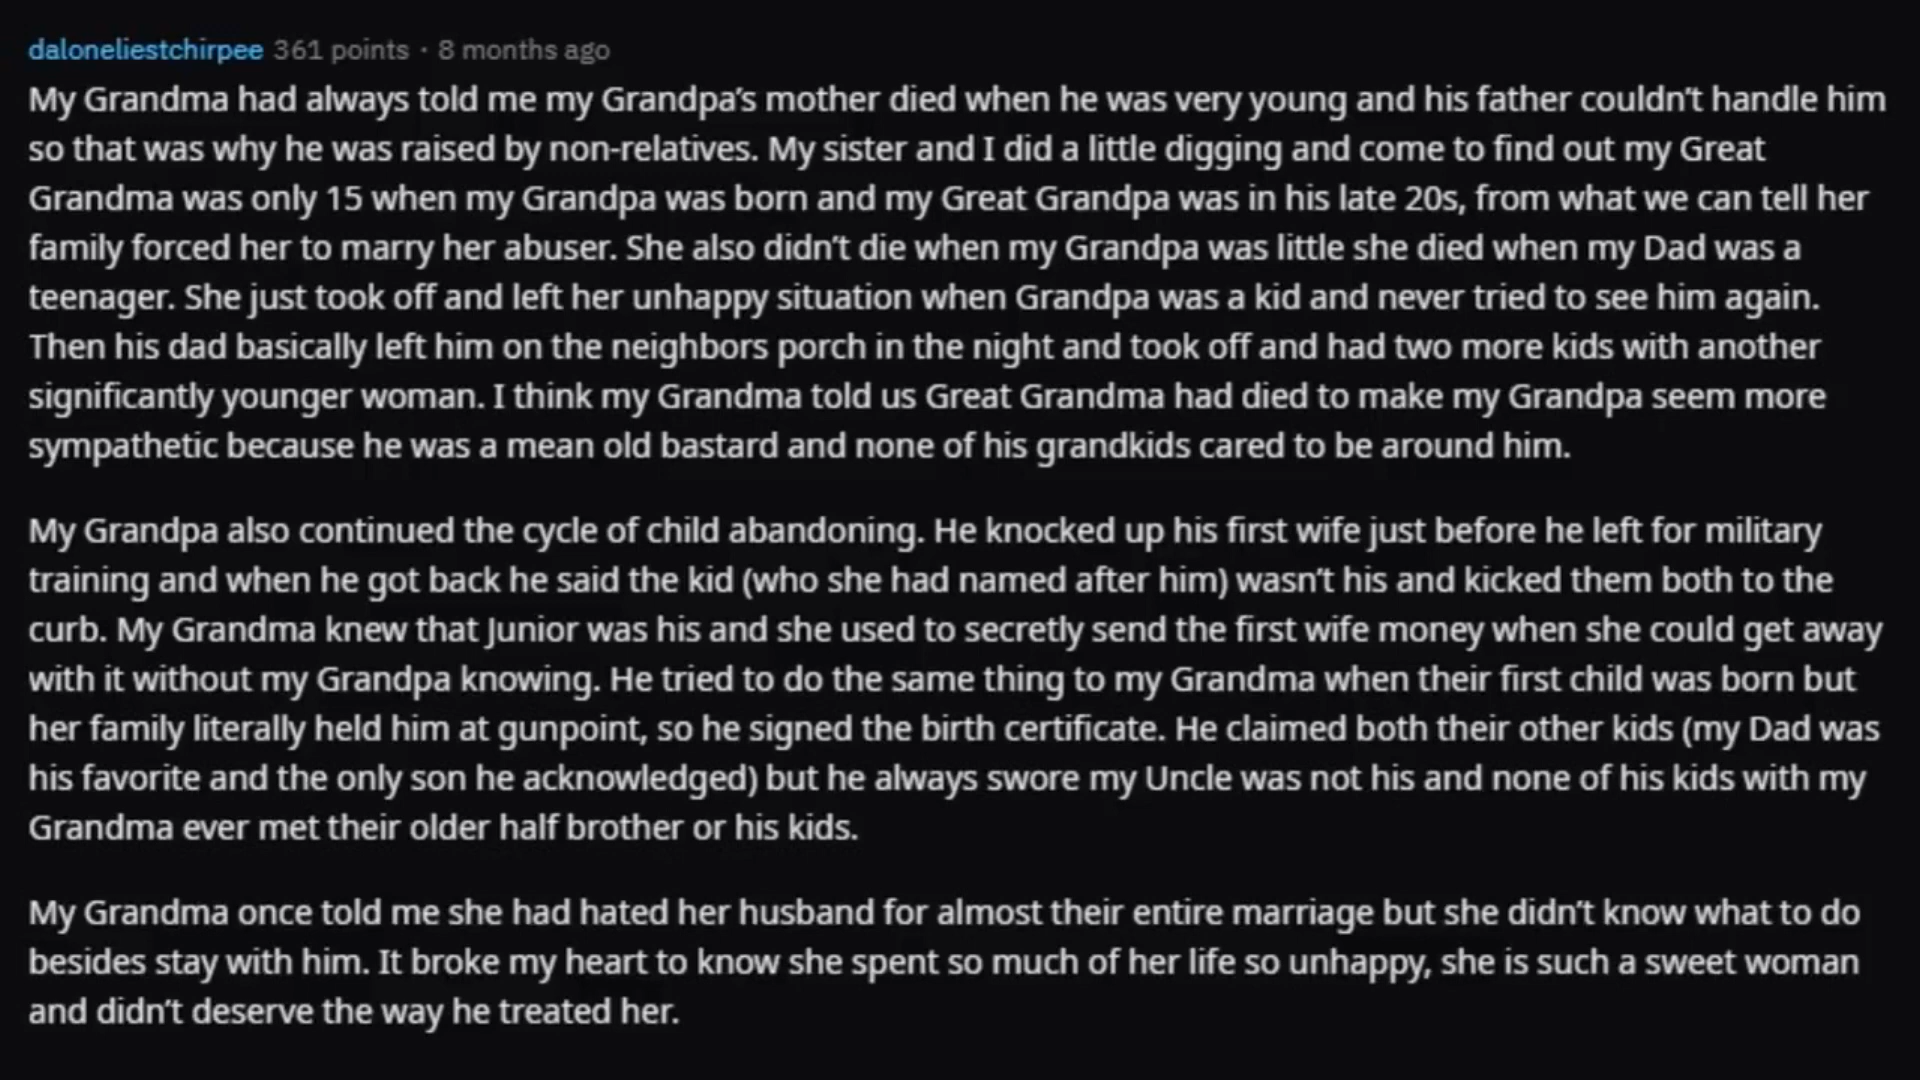 daloneliestchirpee 361 points · 8 months ago
My Grandma had always told me my Grandpa's mother died when he was very young and his father couldn't handle him
so that was why he was raised by non-relatives. My sister and I did a little digging and come to find out my Great
Grandma was only 15 when my Grandpa was born and my Great Grandpa was in his late 20s, from what we can tell her
family forced her to marry her abuser. She also didn't die when my Grandpa was little she died when my Dad was a
teenager. She just took off and left her unhappy situation when Grandpa was a kid and never tried to see him again.
Then his dad basically left him on the neighbors porch in the night and took off and had two more kids with another
significantly younger woman. I think my Grandma told us Great Grandma had died to make my Grandpa seem more
sympathetic because he was a mean old bastard and none of his grandkids cared to be around him.
My Grandpa also continued the cycle of child abandoning. He knocked up his first wife just before he left for military
training and when he got back he said the kid (who she had named after him) wasn't his and kicked them both to the
curb. My Grandma knew that Junior was his and she used to secretly send the first wife money when she could get away
with it without my Grandpa knowing. He tried to do the same thing to my Grandma when their first child was born but
her family literally held him at gunpoint, so he signed the birth certificate. He claimed both their other kids (my Dad was
his favorite and the only son he acknowledged) but he always swore my Uncle was not his and none of his kids with my
Grandma ever met their older half brother or his kids.
My Grandma once told me she had hated her husband for almost their entire marriage but she didn't know what to do
besides stay with him. It broke my heart to know she spent so much of her life so unhappy, she is such a sweet woman
and didn't deserve the way he treated her.